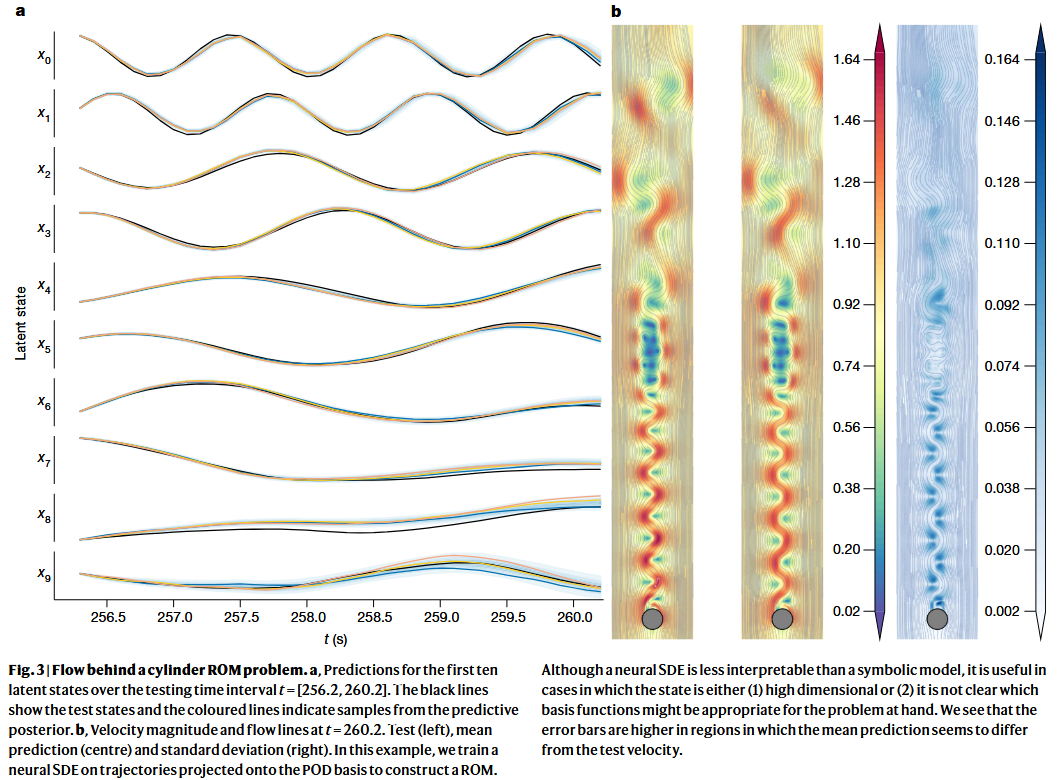 a
b
Latent state
x0
x1
x2
x3
x4
x5
x6
x7
x8
x9
256.5 257.0 257.5 258.0 258.5 259.0 259.5 260.0
t (s)
1.64
1.46
1.28
1.10
0.92
0.74
0.56
0.38
0.20
0.02
0.164
0.146
0.128
0.110
0.092
0.074
0.056
0.038
0.020
0.002
Fig. 3 | Flow behind a cylinder ROM problem. a, Predictions for the first ten
latent states over the testing time interval t = [256.2, 260.2]. The black lines
show the test states and the coloured lines indicate samples from the predictive
posterior. b, Velocity magnitude and flow lines at t = 260.2. Test (left), mean
prediction (centre) and standard deviation (right). In this example, we train a
neural SDE on trajectories projected onto the POD basis to construct a ROM.
Although a neural SDE is less interpretable than a symbolic model, it is useful in
cases in which the state is either (1) high dimensional or (2) it is not clear which
basis functions might be appropriate for the problem at hand. We see that the
error bars are higher in regions in which the mean prediction seems to differ
from the test velocity.